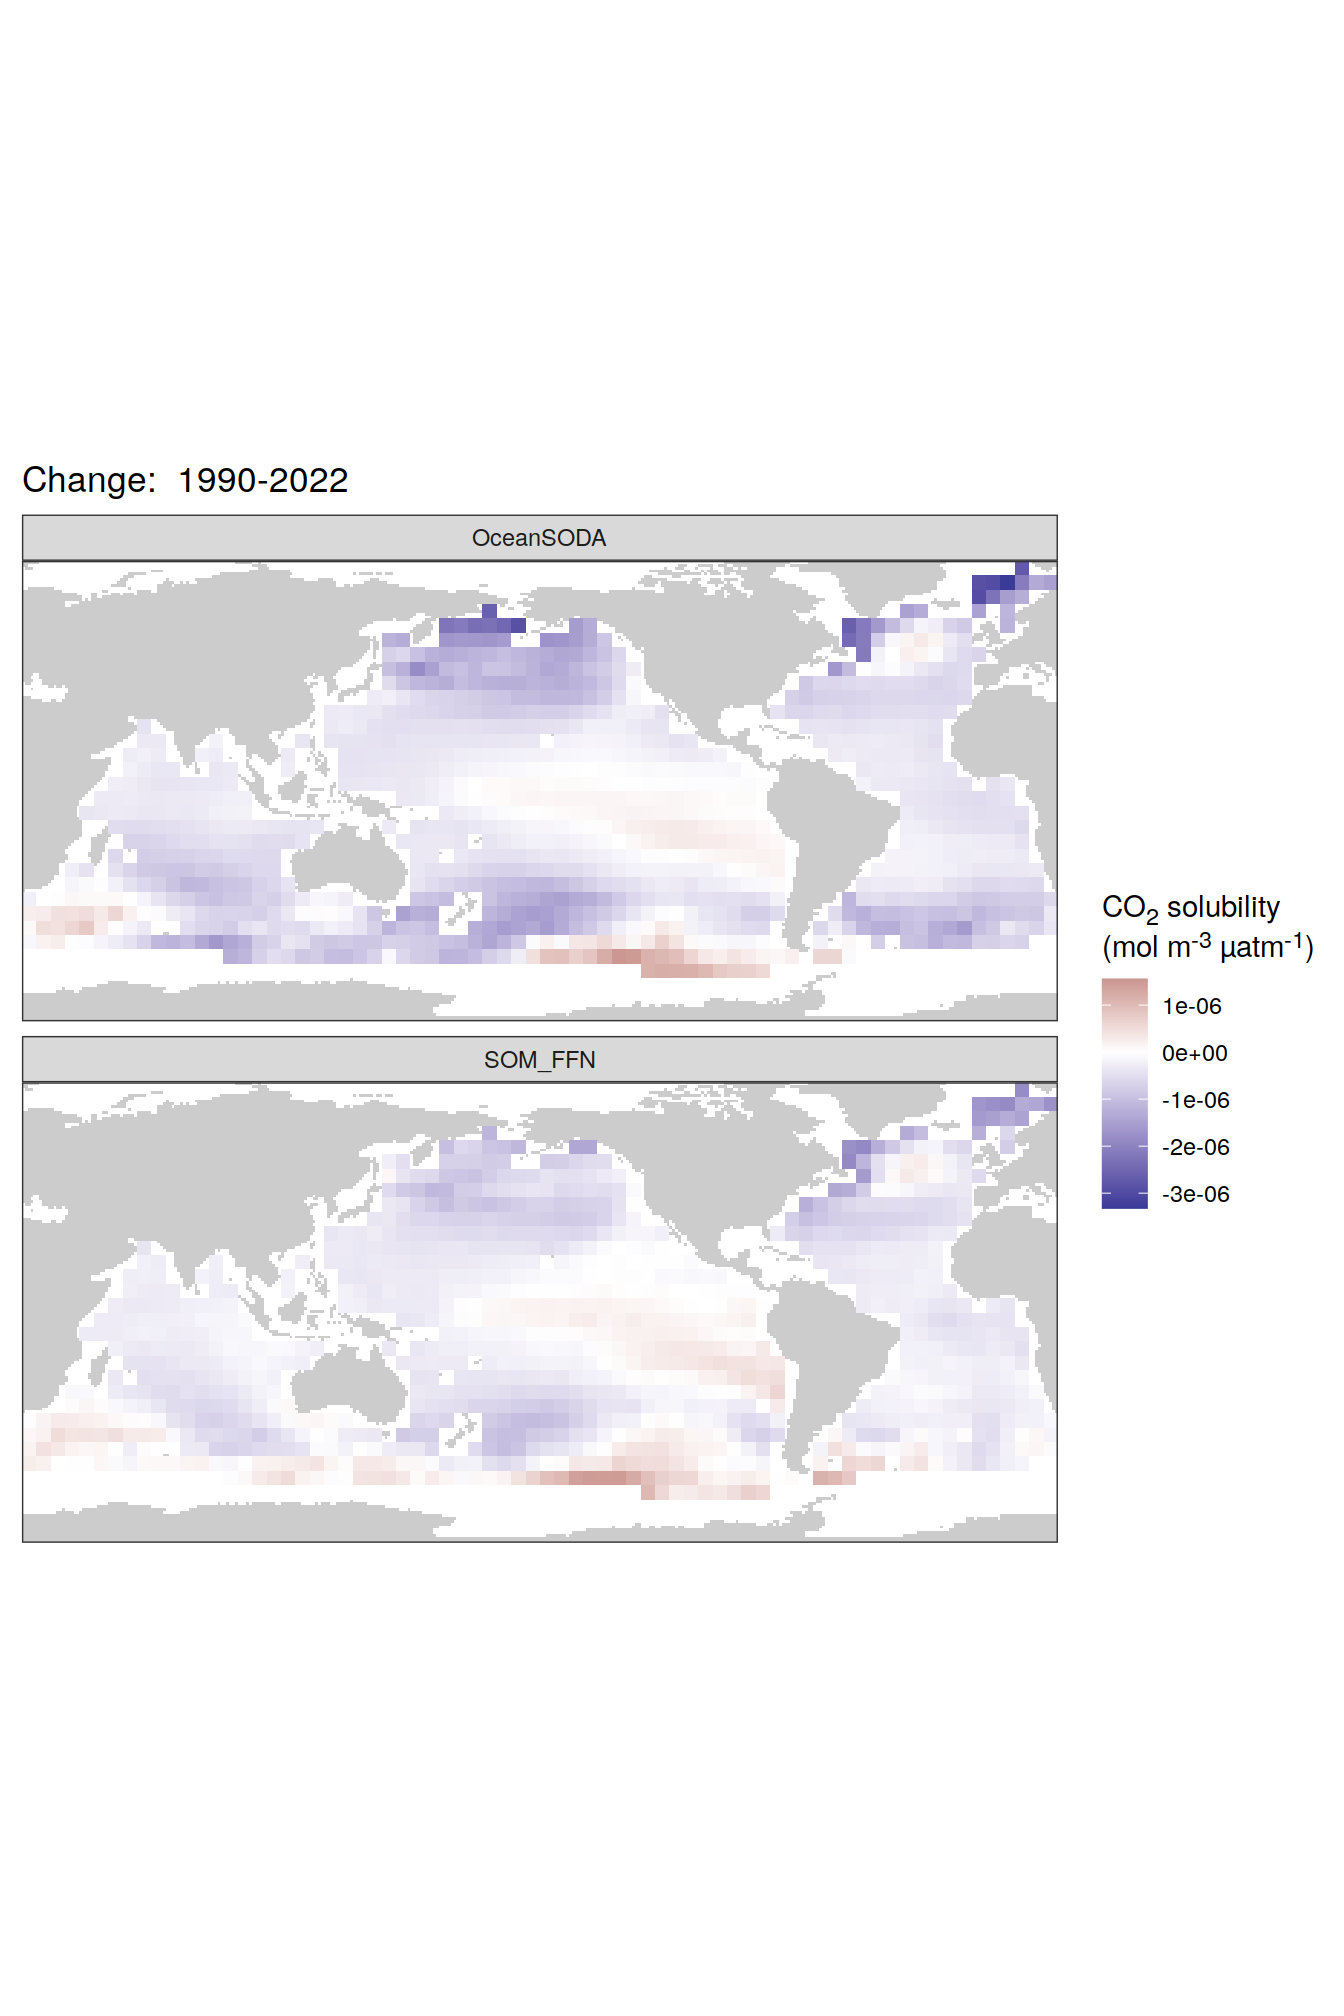 Change:  1990-2022
OceanSODA
SOM_FFN
CO₂ solubility
(mol m⁻³ µatm⁻¹)
1e-06
0e+00
-1e-06
-2e-06
-3e-06